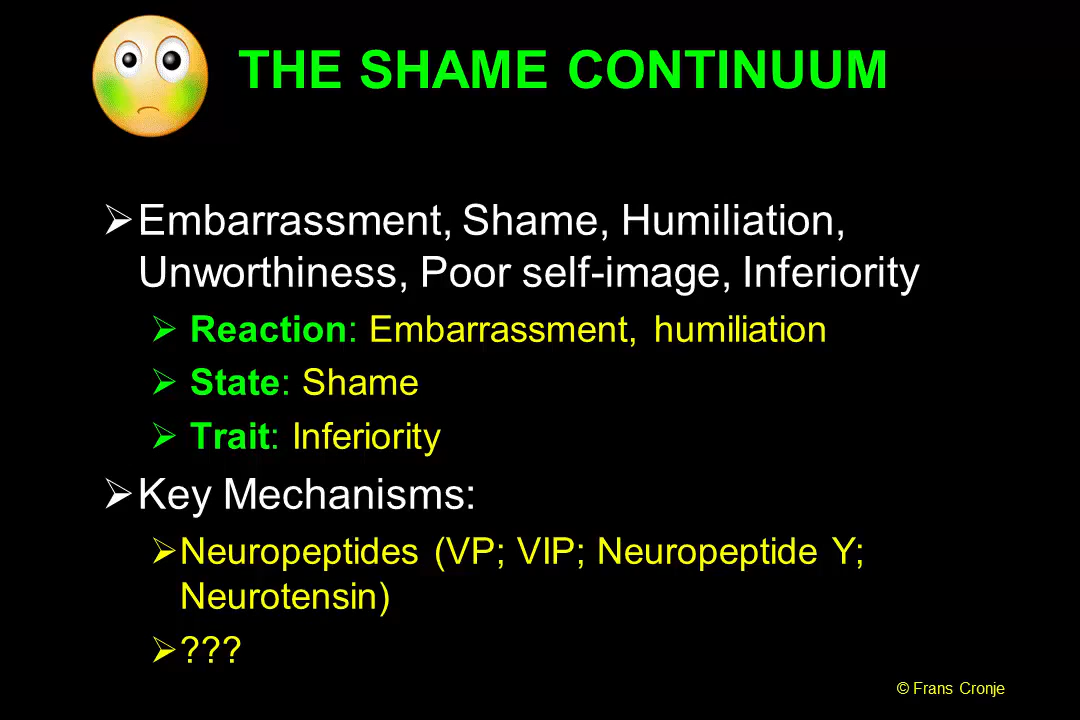 THE SHAME CONTINUUM
➢Embarrassment, Shame, Humiliation,
Unworthiness, Poor self-image, Inferiority
➢ Reaction: Embarrassment, humiliation
➢ State: Shame
➢ Trait: Inferiority
➢Key Mechanisms:
➢Neuropeptides (VP; VIP; Neuropeptide Y;
Neurotensin)
➢???
© Frans Cronje